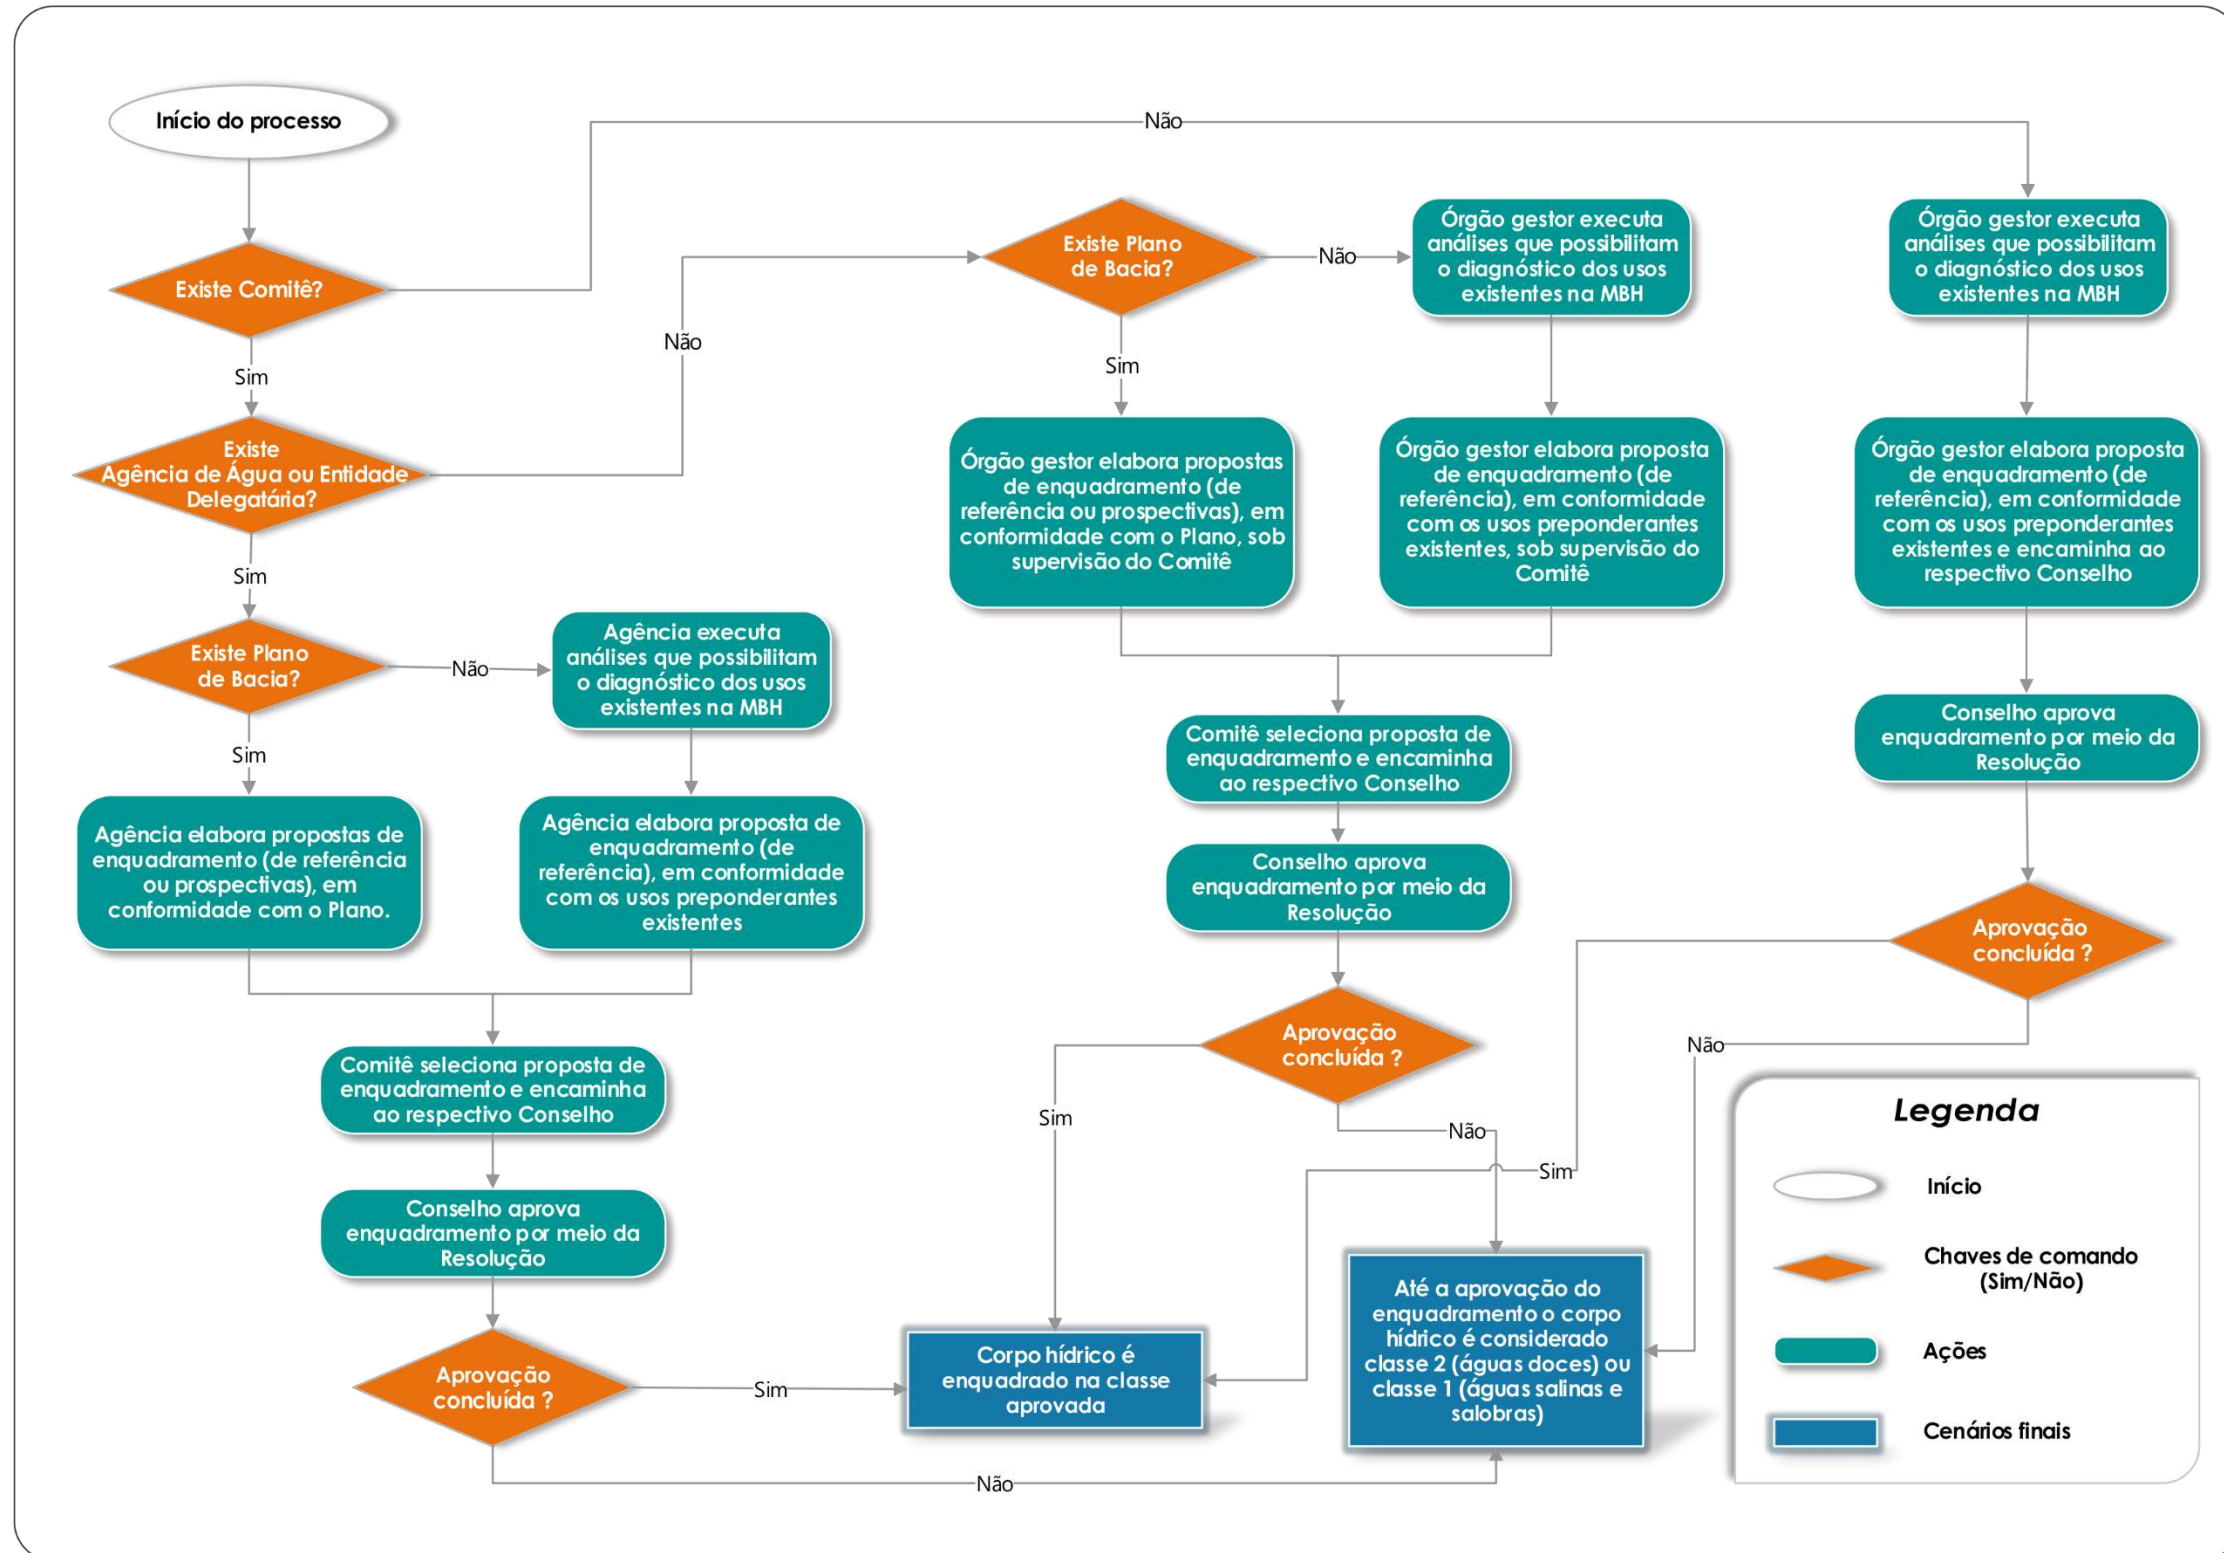 Início do processo
Não
Existe Comitê?
Sim
Existe
Agência de Água ou Entidade
Delegatária?
Não
Sim
Existe Plano
de Bacia?
Não
Agência executa
análises que possibilitam
o diagnóstico dos usos
existentes na MBH
Sim
Agência elabora propostas de
enquadramento (de referência
ou prospectivas), em
conformidade com o Plano.
Agência elabora proposta de
enquadramento (de
referência), em conformidade
com os usos preponderantes
existentes
Comitê seleciona proposta de
enquadramento e encaminha
ao respectivo Conselho
Conselho aprova
enquadramento por meio da
Resolução
Aprovação
concluída ?
Sim
Não
Existe Plano
de Bacia?
Não
Órgão gestor executa
análises que possibilitam
o diagnóstico dos usos
existentes na MBH
Sim
Órgão gestor elabora propostas
de enquadramento (de
referência ou prospectivas), em
conformidade com o Plano, sob
supervisão do Comitê
Órgão gestor elabora proposta
de enquadramento (de
referência), em conformidade
com os usos preponderantes
existentes, sob supervisão do
Comitê
Comitê seleciona proposta de
enquadramento e encaminha
ao respectivo Conselho
Conselho aprova
enquadramento por meio da
Resolução
Aprovação
concluída ?
Sim
Não
Órgão gestor executa
análises que possibilitam
o diagnóstico dos usos
existentes na MBH
Órgão gestor elabora proposta
de enquadramento (de
referência), em conformidade
com os usos preponderantes
existentes e encaminha ao
respectivo Conselho
Conselho aprova
enquadramento por meio da
Resolução
Aprovação
concluída ?
Não
Sim
Corpo hídrico é
enquadrado na classe
aprovada
Até a aprovação do
enquadramento o corpo
hídrico é considerado
classe 2 (águas doces) ou
classe 1 (águas salinas e
salobras)
Legenda
Início
Chaves de comando
(Sim/Não)
Ações
Cenários finais